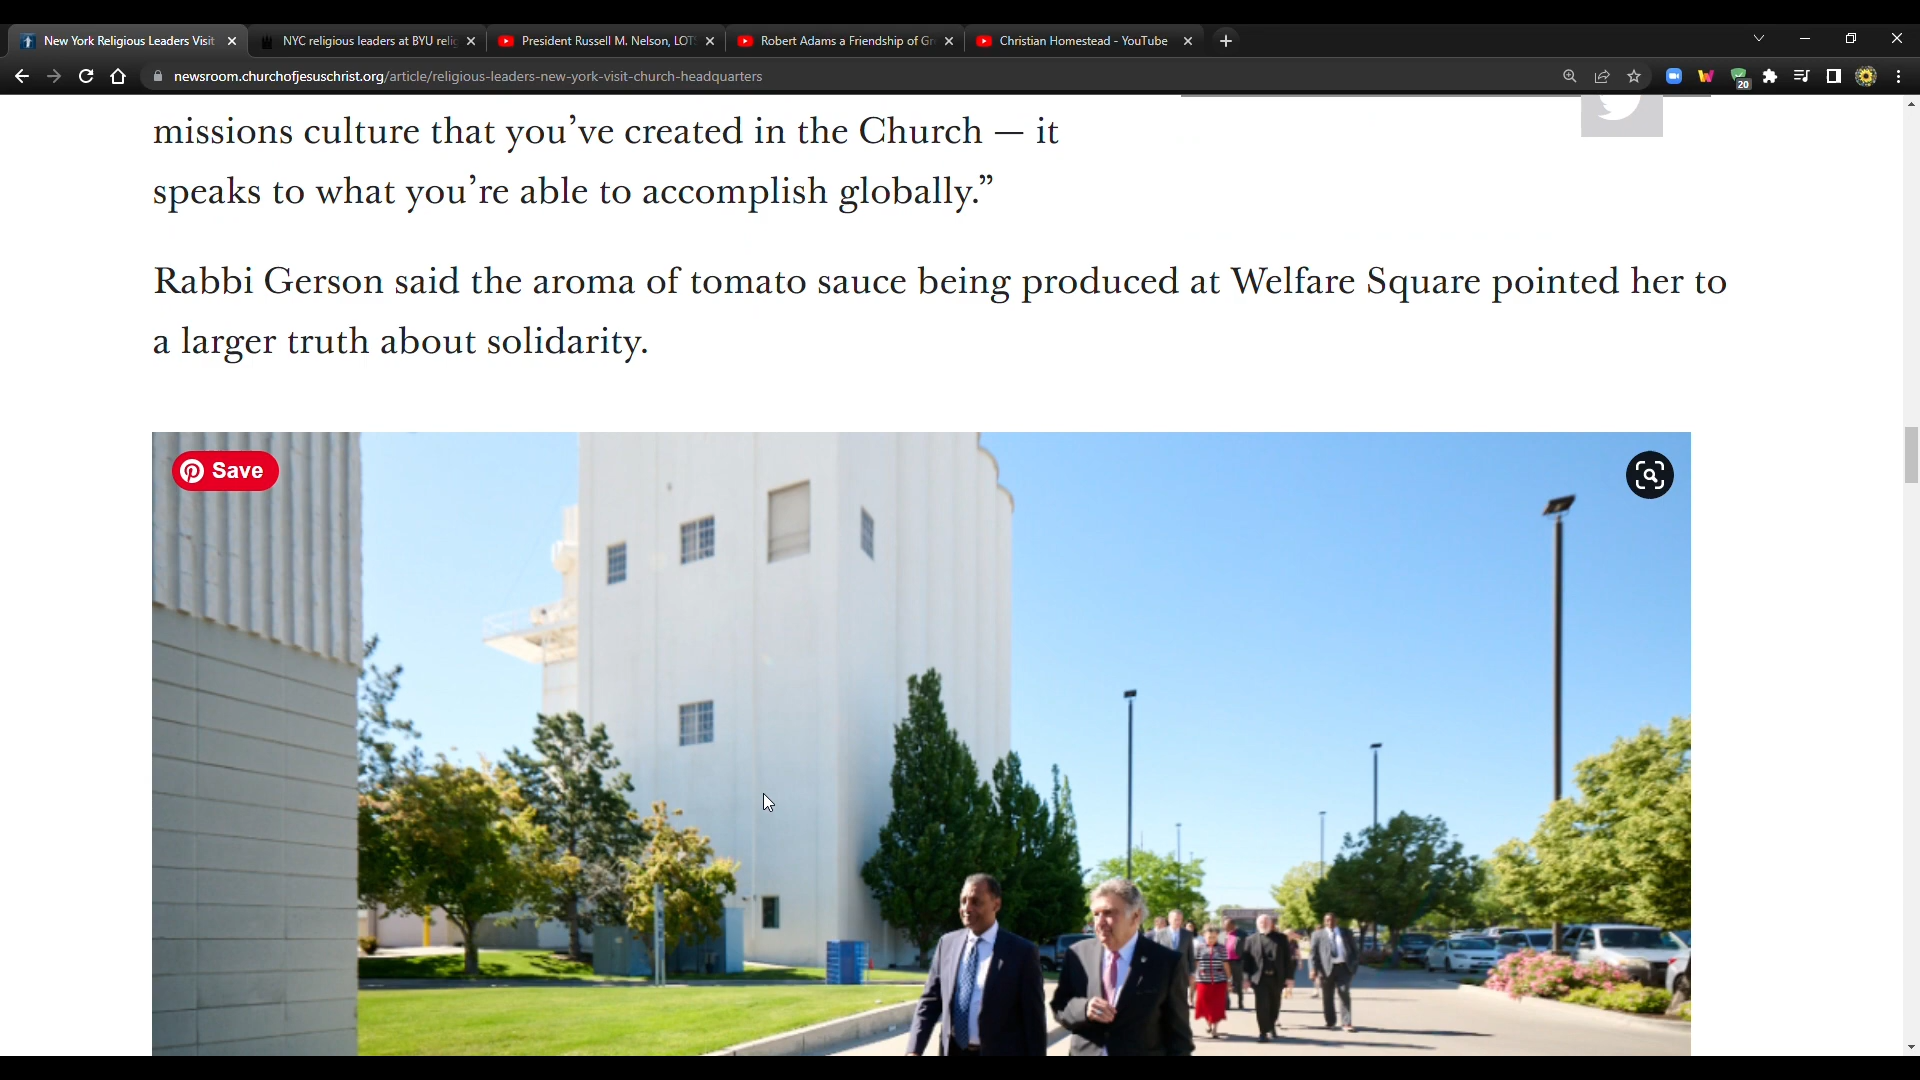 New York Religious Leaders Visit
NYC religious leaders at BYU relig
President Russell M. Nelson, LOT
Robert Adams a Friendship of Gr
Christian Homestead - YouTube
newsroom.churchofjesuschrist.org/article/religious-leaders-new-york-visit-church-headquarters
20
missions culture that you’ve created in the Church — it
speaks to what you’re able to accomplish globally.”
Rabbi Gerson said the aroma of tomato sauce being produced at Welfare Square pointed her to
a larger truth about solidarity.
Save